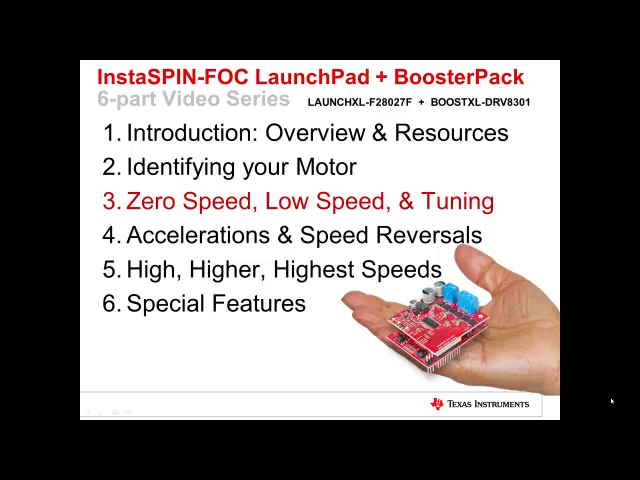 InstaSPIN-FOC LaunchPad + BoosterPack
6-part Video Series LAUNCHXL-F28027F + BOOSTXL-DRV8301
1. Introduction: Overview & Resources
2. Identifying your Motor
3. Zero Speed, Low Speed, & Tuning
4. Accelerations & Speed Reversals
5. High, Higher, Highest Speeds
6. Special Features
TEXAS INSTRUMENTS